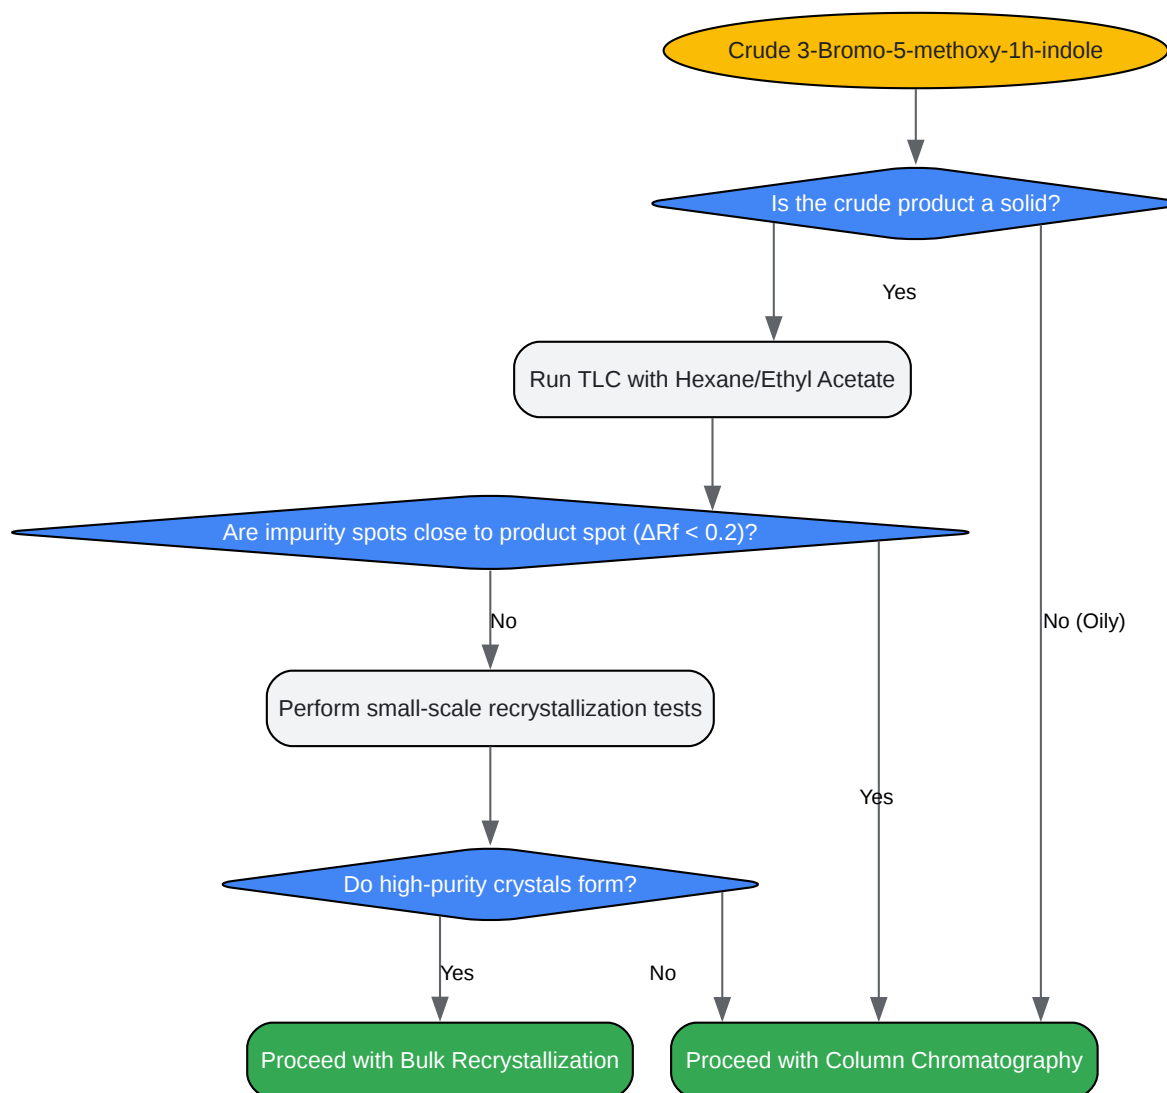 Crude 3-Bromo-5-methoxy-1h-indole
Is the crude product a solid?
Yes
Run TLC with Hexane/Ethyl Acetate
Are impurity spots close to product spot (ΔRf < 0.2)?
No
No (Oily)
Perform small-scale recrystallization tests
Yes
Do high-purity crystals form?
Yes
No
Proceed with Bulk Recrystallization
Proceed with Column Chromatography